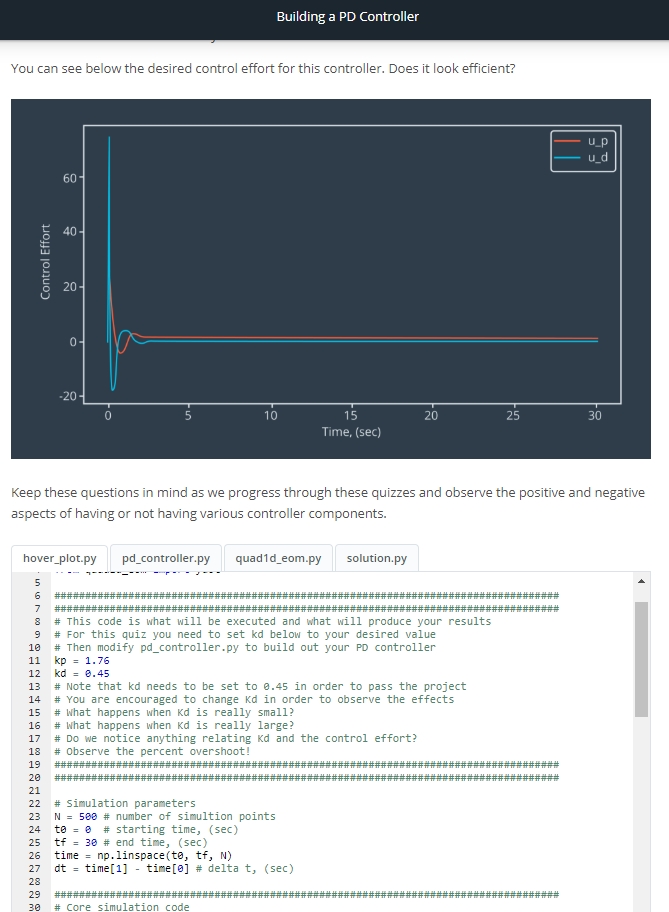 Building a PD Controller
You can see below the desired control effort for this controller. Does it look efficient?
u_p
u_d
60
40
20
0
-20
Control Effort
0
5
10
15
20
25
30
Time, (sec)
Keep these questions in mind as we progress through these quizzes and observe the positive and negative
aspects of having or not having various controller components.
hover_plot.py
pd_controller.py
quad1d_eom.py
solution.py
5
6 ################################################################################
7 ################################################################################
8 # This code is what will be executed and what will produce your results
9 # For this quiz you need to set kd below to your desired value
10 # Then modify pd_controller.py to build out your PD controller
11 kp = 1.76
12 kd = 0.45
13 # Note that kd needs to be set to 0.45 in order to pass the project
14 # You are encouraged to change Kd in order to observe the effects
15 # What happens when Kd is really small?
16 # What happens when Kd is really large?
17 # Do we notice anything relating Kd and the control effort?
18 # Observe the percent overshoot!
19 ################################################################################
20 ################################################################################
21
22 # Simulation parameters
23 N = 500 # number of simultion points
24 t0 = 0 # starting time, (sec)
25 tf = 30 # end time, (sec)
26 time = np.linspace(t0, tf, N)
27 dt = time[1] - time[0] # delta t, (sec)
28
29 ################################################################################
30 # Core simulation code